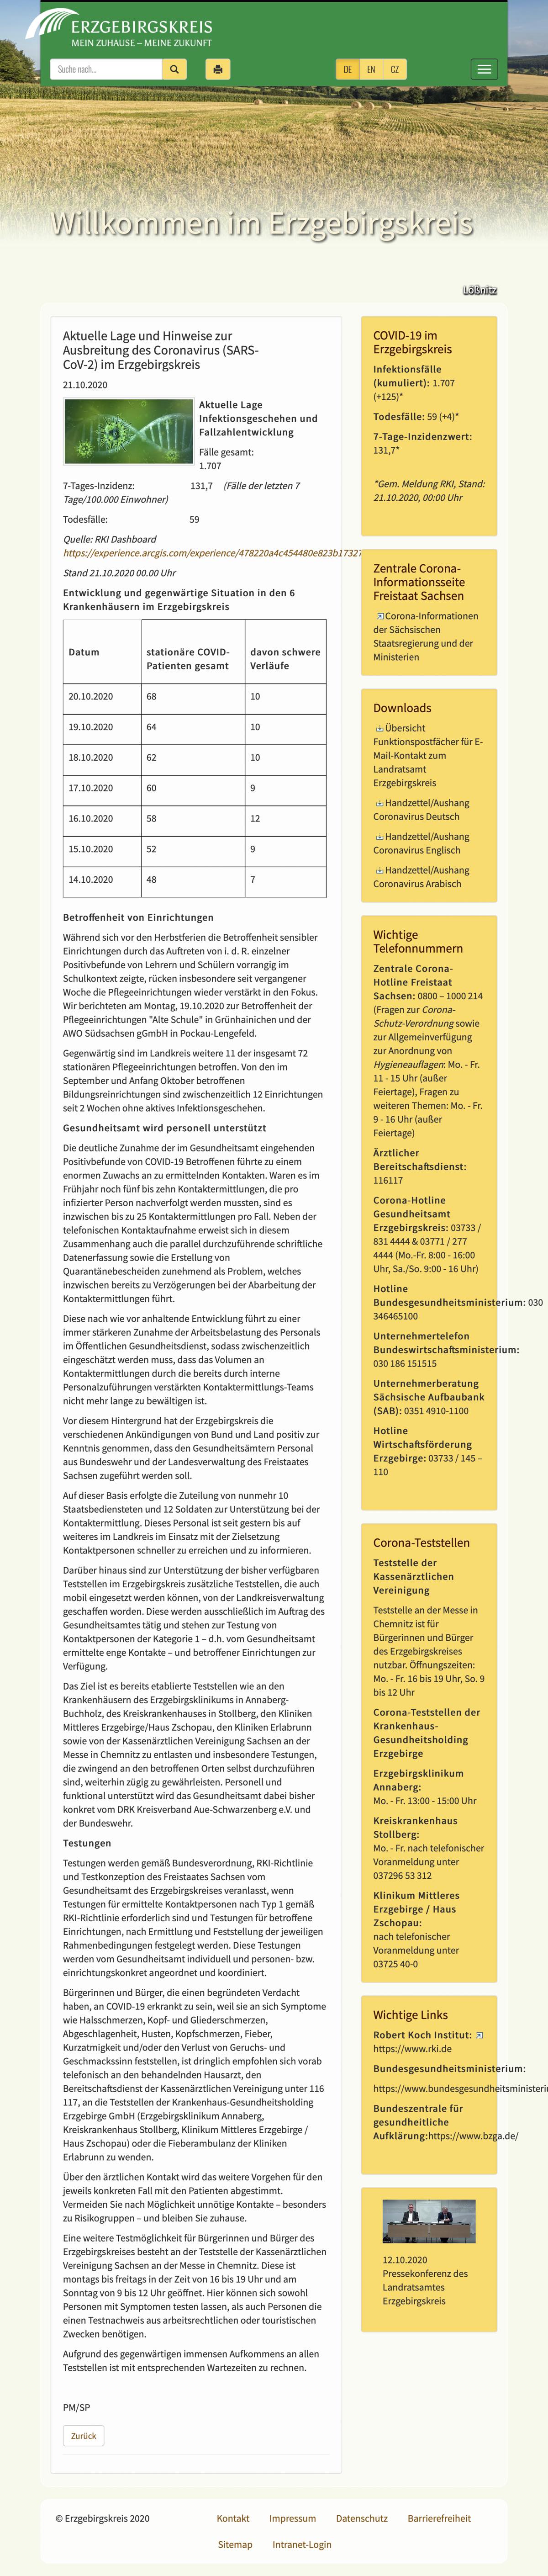 ERZGEBIRGSKREIS
MEIN ZUHAUSE – MEINE ZUKUNFT
Suche nach...
DE
EN
CZ
Willkommen im Erzgebirgskreis
Lößnitz
Aktuelle Lage und Hinweise zur
Ausbreitung des Coronavirus (SARS-
CoV-2) im Erzgebirgskreis
21.10.2020
Aktuelle Lage
Infektionsgeschehen und
Fallzahlentwicklung
Fälle gesamt:
1.707
7-Tages-Inzidenz: 131,7 (Fälle der letzten 7
Tage/100.000 Einwohner)
Todesfälle: 59
Quelle: RKI Dashboard
https://experience.arcgis.com/experience/478220a4c454480e823b17327
Stand 21.10.2020 00.00 Uhr
Entwicklung und gegenwärtige Situation in den 6
Krankenhäusern im Erzgebirgskreis
Datum stationäre COVID-Patienten gesamt davon schwere Verläufe
20.10.2020 68 10
19.10.2020 64 10
18.10.2020 62 10
17.10.2020 60 9
16.10.2020 58 12
15.10.2020 52 9
14.10.2020 48 7
Betroffenheit von Einrichtungen
Während sich vor den Herbstferien die Betroffenheit sensibler
Einrichtungen durch das Auftreten von i. d. R. einzelner
Positivbefunde von Lehrern und Schülern vorrangig im
Schulkontext zeigte, rücken insbesondere seit vergangener
Woche die Pflegeeinrichtungen wieder verstärkt in den Fokus.
Wir berichteten am Montag, 19.10.2020 zur Betroffenheit der
Pflegeeinrichtungen "Alte Schule" in Grünhainichen und der
AWO Südsachsen gGmbH in Pockau-Lengefeld.
Gegenwärtig sind im Landkreis weitere 11 der insgesamt 72
stationären Pflegeeinrichtungen betroffen. Von den im
September und Anfang Oktober betroffenen
Bildungseinrichtungen sind zwischenzeitlich 12 Einrichtungen
seit 2 Wochen ohne aktives Infektionsgeschehen.
Gesundheitsamt wird personell unterstützt
Die deutliche Zunahme der im Gesundheitsamt eingehenden
Positivbefunde von COVID-19 Betroffenen führte zu einem
enormen Zuwachs an zu ermittelnden Kontakten. Waren es im
Frühjahr noch fünf bis zehn Kontaktermittlungen, die pro
infizierter Person nachverfolgt werden mussten, sind es
inzwischen bis zu 25 Kontaktermittlungen pro Fall. Neben der
telefonischen Kontaktaufnahme erweist sich in diesem
Zusammenhang auch die parallel durchzuführende schriftliche
Datenerfassung sowie die Erstellung von
Quarantänebescheiden zunehmend als Problem, welches
inzwischen bereits zu Verzögerungen bei der Abarbeitung der
Kontaktermittlungen führt.
Diese nach wie vor anhaltende Entwicklung führt zu einer
immer stärkeren Zunahme der Arbeitsbelastung des Personals
im Öffentlichen Gesundheitsdienst, sodass zwischenzeitlich
eingeschätzt werden muss, dass das Volumen an
Kontaktermittlungen durch die bereits durch interne
Personalzuführungen verstärkten Kontaktermittlungs-Teams
nicht mehr lange zu bewältigen ist.
Vor diesem Hintergrund hat der Erzgebirgskreis die
verschiedenen Ankündigungen von Bund und Land positiv zur
Kenntnis genommen, dass den Gesundheitsämtern Personal
aus Bundeswehr und der Landesverwaltung des Freistaates
Sachsen zugeführt werden soll.
Auf dieser Basis erfolgte die Zuteilung von nunmehr 10
Staatsbediensteten und 12 Soldaten zur Unterstützung bei der
Kontaktermittlung. Dieses Personal ist seit gestern bis auf
weiteres im Landkreis im Einsatz mit der Zielsetzung
Kontaktpersonen schneller zu erreichen und zu informieren.
Darüber hinaus sind zur Unterstützung der bisher verfügbaren
Teststellen im Erzgebirgskreis zusätzliche Teststellen, die auch
mobil eingesetzt werden können, von der Landkreisverwaltung
geschaffen worden. Diese werden ausschließlich im Auftrag des
Gesundheitsamtes tätig und stehen zur Testung von
Kontaktpersonen der Kategorie 1 – d.h. vom Gesundheitsamt
ermittelte enge Kontakte – und betroffener Einrichtungen zur
Verfügung.
Das Ziel ist es bereits etablierte Teststellen wie an den
Krankenhäusern des Erzgebirgsklinikums in Annaberg-
Buchholz, des Kreiskrankenhauses in Stollberg, den Kliniken
Mittleres Erzgebirge/Haus Zschopau, den Kliniken Erlabrunn
sowie von der Kassenärztlichen Vereinigung Sachsen an der
Messe in Chemnitz zu entlasten und insbesondere Testungen,
die zwingend an den betroffenen Orten selbst durchzuführen
sind, weiterhin zügig zu gewährleisten. Personell und
funktional unterstützt wird das Gesundheitsamt dabei bisher
konkret vom DRK Kreisverband Aue-Schwarzenberg e.V. und
der Bundeswehr.
Testungen
Testungen werden gemäß Bundesverordnung, RKI-Richtlinie
und Testkonzeption des Freistaates Sachsen vom
Gesundheitsamt des Erzgebirgskreises veranlasst, wenn
Testungen für ermittelte Kontaktpersonen nach Typ 1 gemäß
RKI-Richtlinie erforderlich sind und Testungen für betroffene
Einrichtungen, nach Ermittlung und Feststellung der jeweiligen
Rahmenbedingungen festgelegt werden. Diese Testungen
werden vom Gesundheitsamt individuell und personen- bzw.
einrichtungskonkret angeordnet und koordiniert.
Bürgerinnen und Bürger, die einen begründeten Verdacht
haben, an COVID-19 erkrankt zu sein, weil sie an sich Symptome
wie Halsschmerzen, Kopf- und Gliederschmerzen,
Abgeschlagenheit, Husten, Kopfschmerzen, Fieber,
Kurzatmigkeit und/oder den Verlust von Geruchs- und
Geschmackssinn feststellen, ist dringlich empfohlen sich vorab
telefonisch an den behandelnden Hausarzt, den
Bereitschaftsdienst der Kassenärztlichen Vereinigung unter 116
117, an die Teststellen der Krankenhaus-Gesundheitsholding
Erzgebirge GmbH (Erzgebirgsklinikum Annaberg,
Kreiskrankenhaus Stollberg, Klinikum Mittleres Erzgebirge /
Haus Zschopau) oder die Fieberambulanz der Kliniken
Erlabrunn zu wenden.
Über den ärztlichen Kontakt wird das weitere Vorgehen für den
jeweils konkreten Fall mit den Patienten abgestimmt.
Vermeiden Sie nach Möglichkeit unnötige Kontakte – besonders
zu Risikogruppen – und bleiben Sie zuhause.
Eine weitere Testmöglichkeit für Bürgerinnen und Bürger des
Erzgebirgskreises besteht an der Teststelle der Kassenärztlichen
Vereinigung Sachsen an der Messe in Chemnitz. Diese ist
montags bis freitags in der Zeit von 16 bis 19 Uhr und am
Sonntag von 9 bis 12 Uhr geöffnet. Hier können sich sowohl
Personen mit Symptomen testen lassen, als auch Personen die
einen Testnachweis aus arbeitsrechtlichen oder touristischen
Zwecken benötigen.
Aufgrund des gegenwärtigen immensen Aufkommens an allen
Teststellen ist mit entsprechenden Wartezeiten zu rechnen.
PM/SP
Zurück
COVID-19 im
Erzgebirgskreis
Infektionsfälle
(kumuliert): 1.707
(+125)*
Todesfälle: 59 (+4)*
7-Tage-Inzidenzwert:
131,7*
*Gem. Meldung RKI, Stand:
21.10.2020, 00:00 Uhr
Zentrale Corona-
Informationsseite
Freistaat Sachsen
Corona-Informationen
der Sächsischen
Staatsregierung und der
Ministerien
Downloads
Übersicht
Funktionspostfächer für E-
Mail-Kontakt zum
Landratsamt
Erzgebirgskreis
Handzettel/Aushang
Coronavirus Deutsch
Handzettel/Aushang
Coronavirus Englisch
Handzettel/Aushang
Coronavirus Arabisch
Wichtige
Telefonnummern
Zentrale Corona-
Hotline Freistaat
Sachsen: 0800 – 1000 214
(Fragen zur Corona-
Schutz-Verordnung sowie
zur Allgemeinverfügung
zur Anordnung von
Hygieneauflagen: Mo. - Fr.
11 - 15 Uhr (außer
Feiertage), Fragen zu
weiteren Themen: Mo. - Fr.
9 - 16 Uhr (außer
Feiertage)
Ärztlicher
Bereitschaftsdienst:
116117
Corona-Hotline
Gesundheitsamt
Erzgebirgskreis: 03733 /
831 4444 & 03771 / 277
4444 (Mo.-Fr. 8:00 - 16:00
Uhr, Sa./So. 9:00 - 16 Uhr)
Hotline
Bundesgesundheitsministerium: 030
346465100
Unternehmertelefon
Bundeswirtschaftsministerium:
030 186 151515
Unternehmerberatung
Sächsische Aufbaubank
(SAB): 0351 4910-1100
Hotline
Wirtschaftsförderung
Erzgebirge: 03733 / 145 –
110
Corona-Teststellen
Teststelle der
Kassenärztlichen
Vereinigung
Teststelle an der Messe in
Chemnitz ist für
Bürgerinnen und Bürger
des Erzgebirgskreises
nutzbar. Öffnungszeiten:
Mo. - Fr. 16 bis 19 Uhr, So. 9
bis 12 Uhr
Corona-Teststellen der
Krankenhaus-
Gesundheitsholding
Erzgebirge
Erzgebirgsklinikum
Annaberg:
Mo. - Fr. 13:00 - 15:00 Uhr
Kreiskrankenhaus
Stollberg:
Mo. - Fr. nach telefonischer
Voranmeldung unter
037296 53 312
Klinikum Mittleres
Erzgebirge / Haus
Zschopau:
nach telefonischer
Voranmeldung unter
03725 40-0
Wichtige Links
Robert Koch Institut:
https://www.rki.de
Bundesgesundheitsministerium:
https://www.bundesgesundheitsministeriu
Bundeszentrale für
gesundheitliche
Aufklärung:https://www.bzga.de/
12.10.2020
Pressekonferenz des
Landratsamtes
Erzgebirgskreis
© Erzgebirgskreis 2020
Kontakt
Impressum
Datenschutz
Barrierefreiheit
Sitemap
Intranet-Login